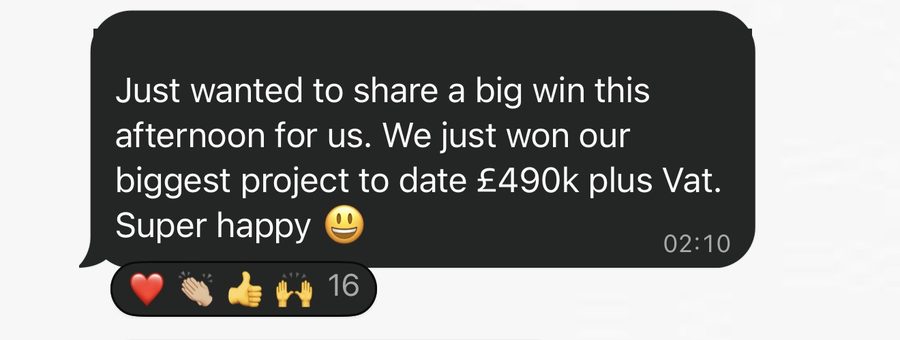 Just wanted to share a big win this
afternoon for us. We just won our
biggest project to date £490k plus Vat.
Super happy 😃
02:10
❤️ 👏🏼 👍 🙌 16